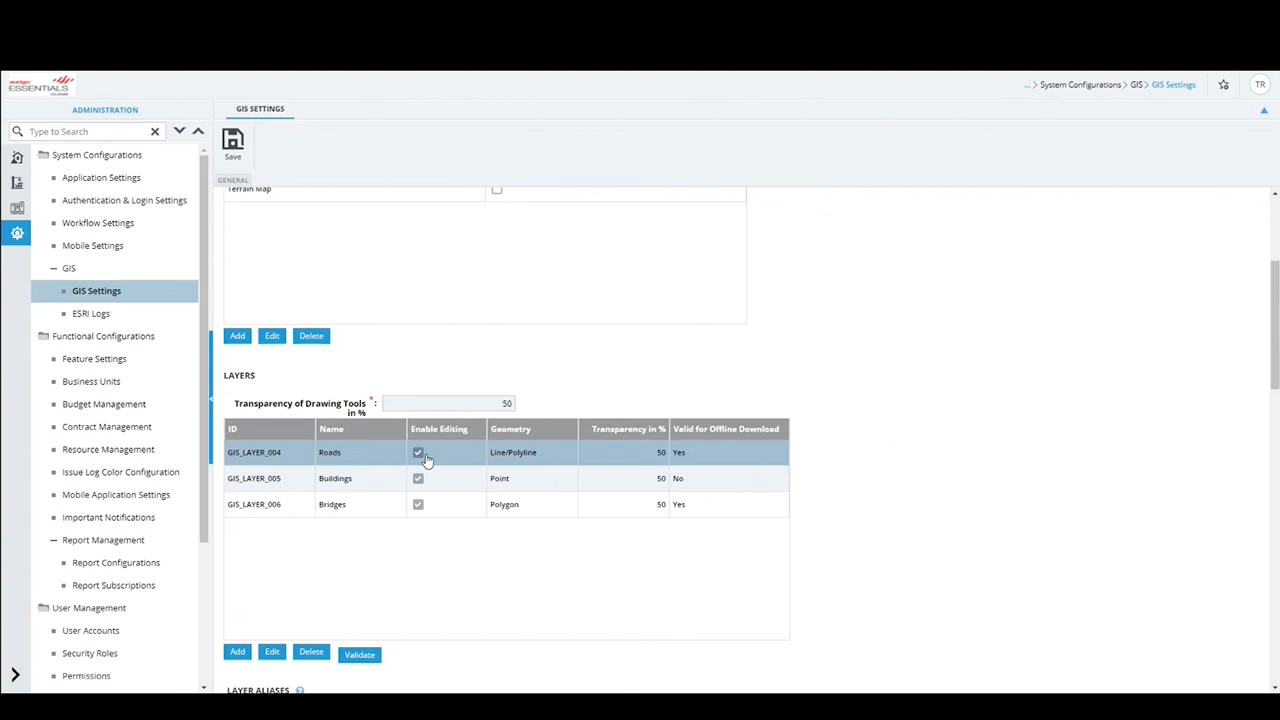 aurigo
ESSENTIALS
CLOUD
... > System Configurations > GIS > GIS Settings
TR
ADMINISTRATION
GIS SETTINGS
Type to Search
Save
GENERAL
System Configurations
Application Settings
Authentication & Login Settings
Workflow Settings
Mobile Settings
GIS
GIS Settings
ESRI Logs
Functional Configurations
Feature Settings
Business Units
Budget Management
Contract Management
Resource Management
Issue Log Color Configuration
Mobile Application Settings
Important Notifications
Report Management
Report Configurations
Report Subscriptions
User Management
User Accounts
Security Roles
Permissions
Terrain Map
Add Edit Delete
LAYERS
Transparency of Drawing Tools * : 50
in %
ID Name Enable Editing Geometry Transparency in % Valid for Offline Download
GIS_LAYER_004 Roads Line/Polyline 50 Yes
GIS_LAYER_005 Buildings Point 50 No
GIS_LAYER_006 Bridges Polygon 50 Yes
Add Edit Delete Validate
LAYER ALIASES ?